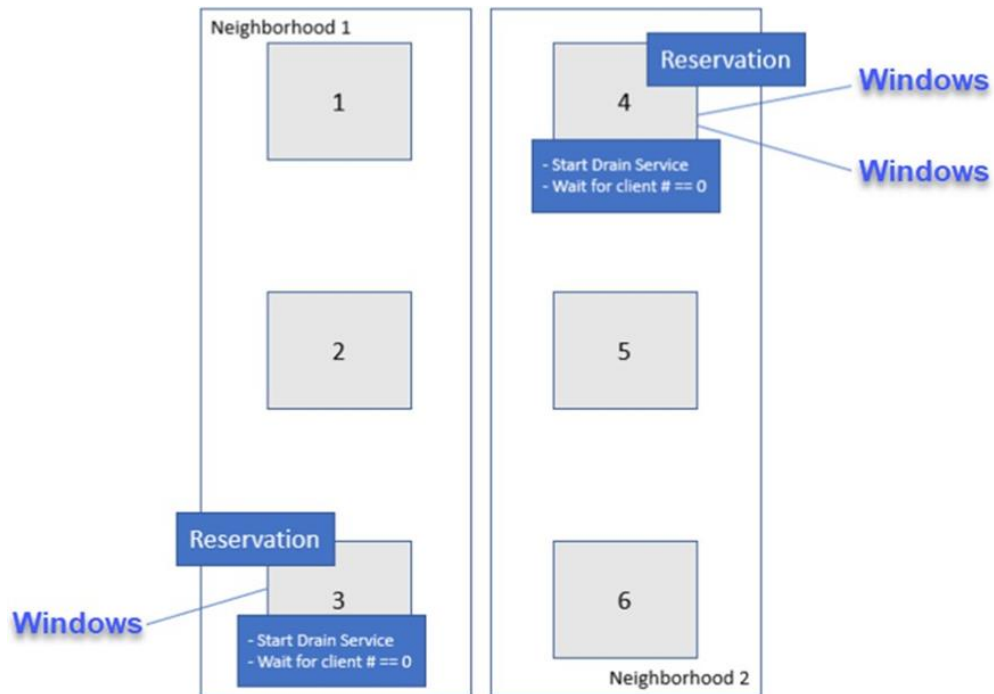 Neighborhood 1
1
Reservation
4
Windows
- Start Drain Service
- Wait for client # == 0
Windows
2
5
Reservation
3
Windows
- Start Drain Service
- Wait for client # == 0
6
Neighborhood 2